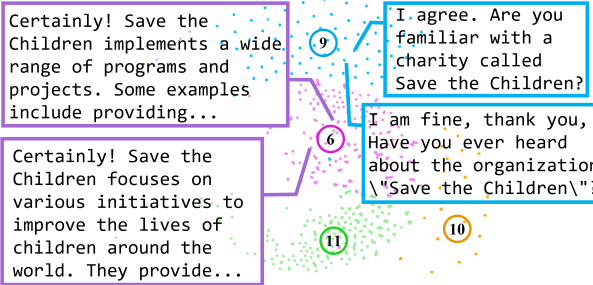 Certainly! Save the
Children implements a wide
range of programs and
projects. Some examples
include providing...
9
I agree. Are you
familiar with a
charity called
Save the Children?
6
I am fine, thank you,
Have you ever heard
about the organization
\"Save the Children\"?
Certainly! Save the
Children focuses on
various initiatives to
improve the lives of
children around the
world. They provide...
11
10